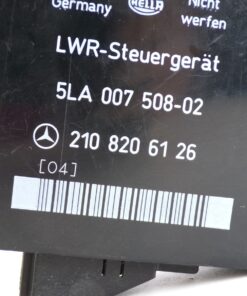 Germany HELLA Nicht
werfen
LWR-Steuergerät
5LA 007 508-02
210 820 61 26
[04]